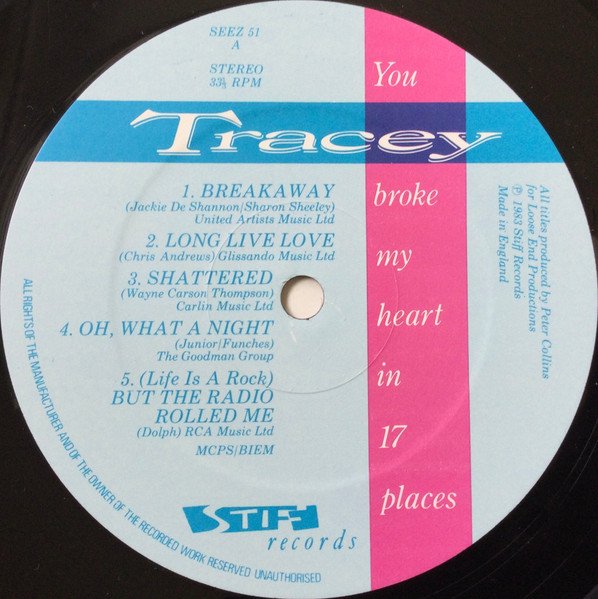 SEEZ 51
A
STEREO
33⅓ RPM
Tracey
You
broke
my
heart
in
17
places
1. BREAKAWAY
(Jackie De Shannon/Sharon Sheeley)
United Artists Music Ltd
2. LONG LIVE LOVE
(Chris Andrews) Glissando Music Ltd
3. SHATTERED
(Wayne Carson Thompson)
Carlin Music Ltd
4. OH, WHAT A NIGHT
(Junior/Funches)
The Goodman Group
5. (Life Is A Rock)
BUT THE RADIO
ROLLED ME
(Dolph) RCA Music Ltd
MCPS/BIEM
STIFF
records
All titles produced by Peter Collins
for Loose End Productions
℗ 1983 Stiff Records
Made in England
ALL RIGHTS OF THE MANUFACTURER AND OF THE OWNER OF THE RECORDED WORK RESERVED UNAUTHORISED